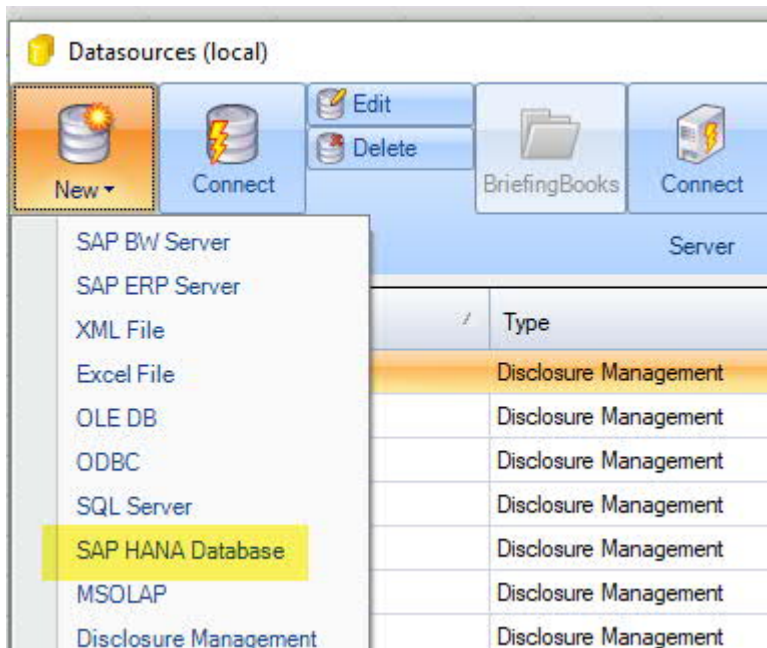 Datasources (local)
New
Connect
Edit
Delete
BriefingBooks
Connect
Server
SAP BW Server
SAP ERP Server
XML File
Excel File
OLE DB
ODBC
SQL Server
SAP HANA Database
MSOLAP
Disclosure Management
Type
Disclosure Management
Disclosure Management
Disclosure Management
Disclosure Management
Disclosure Management
Disclosure Management
Disclosure Management